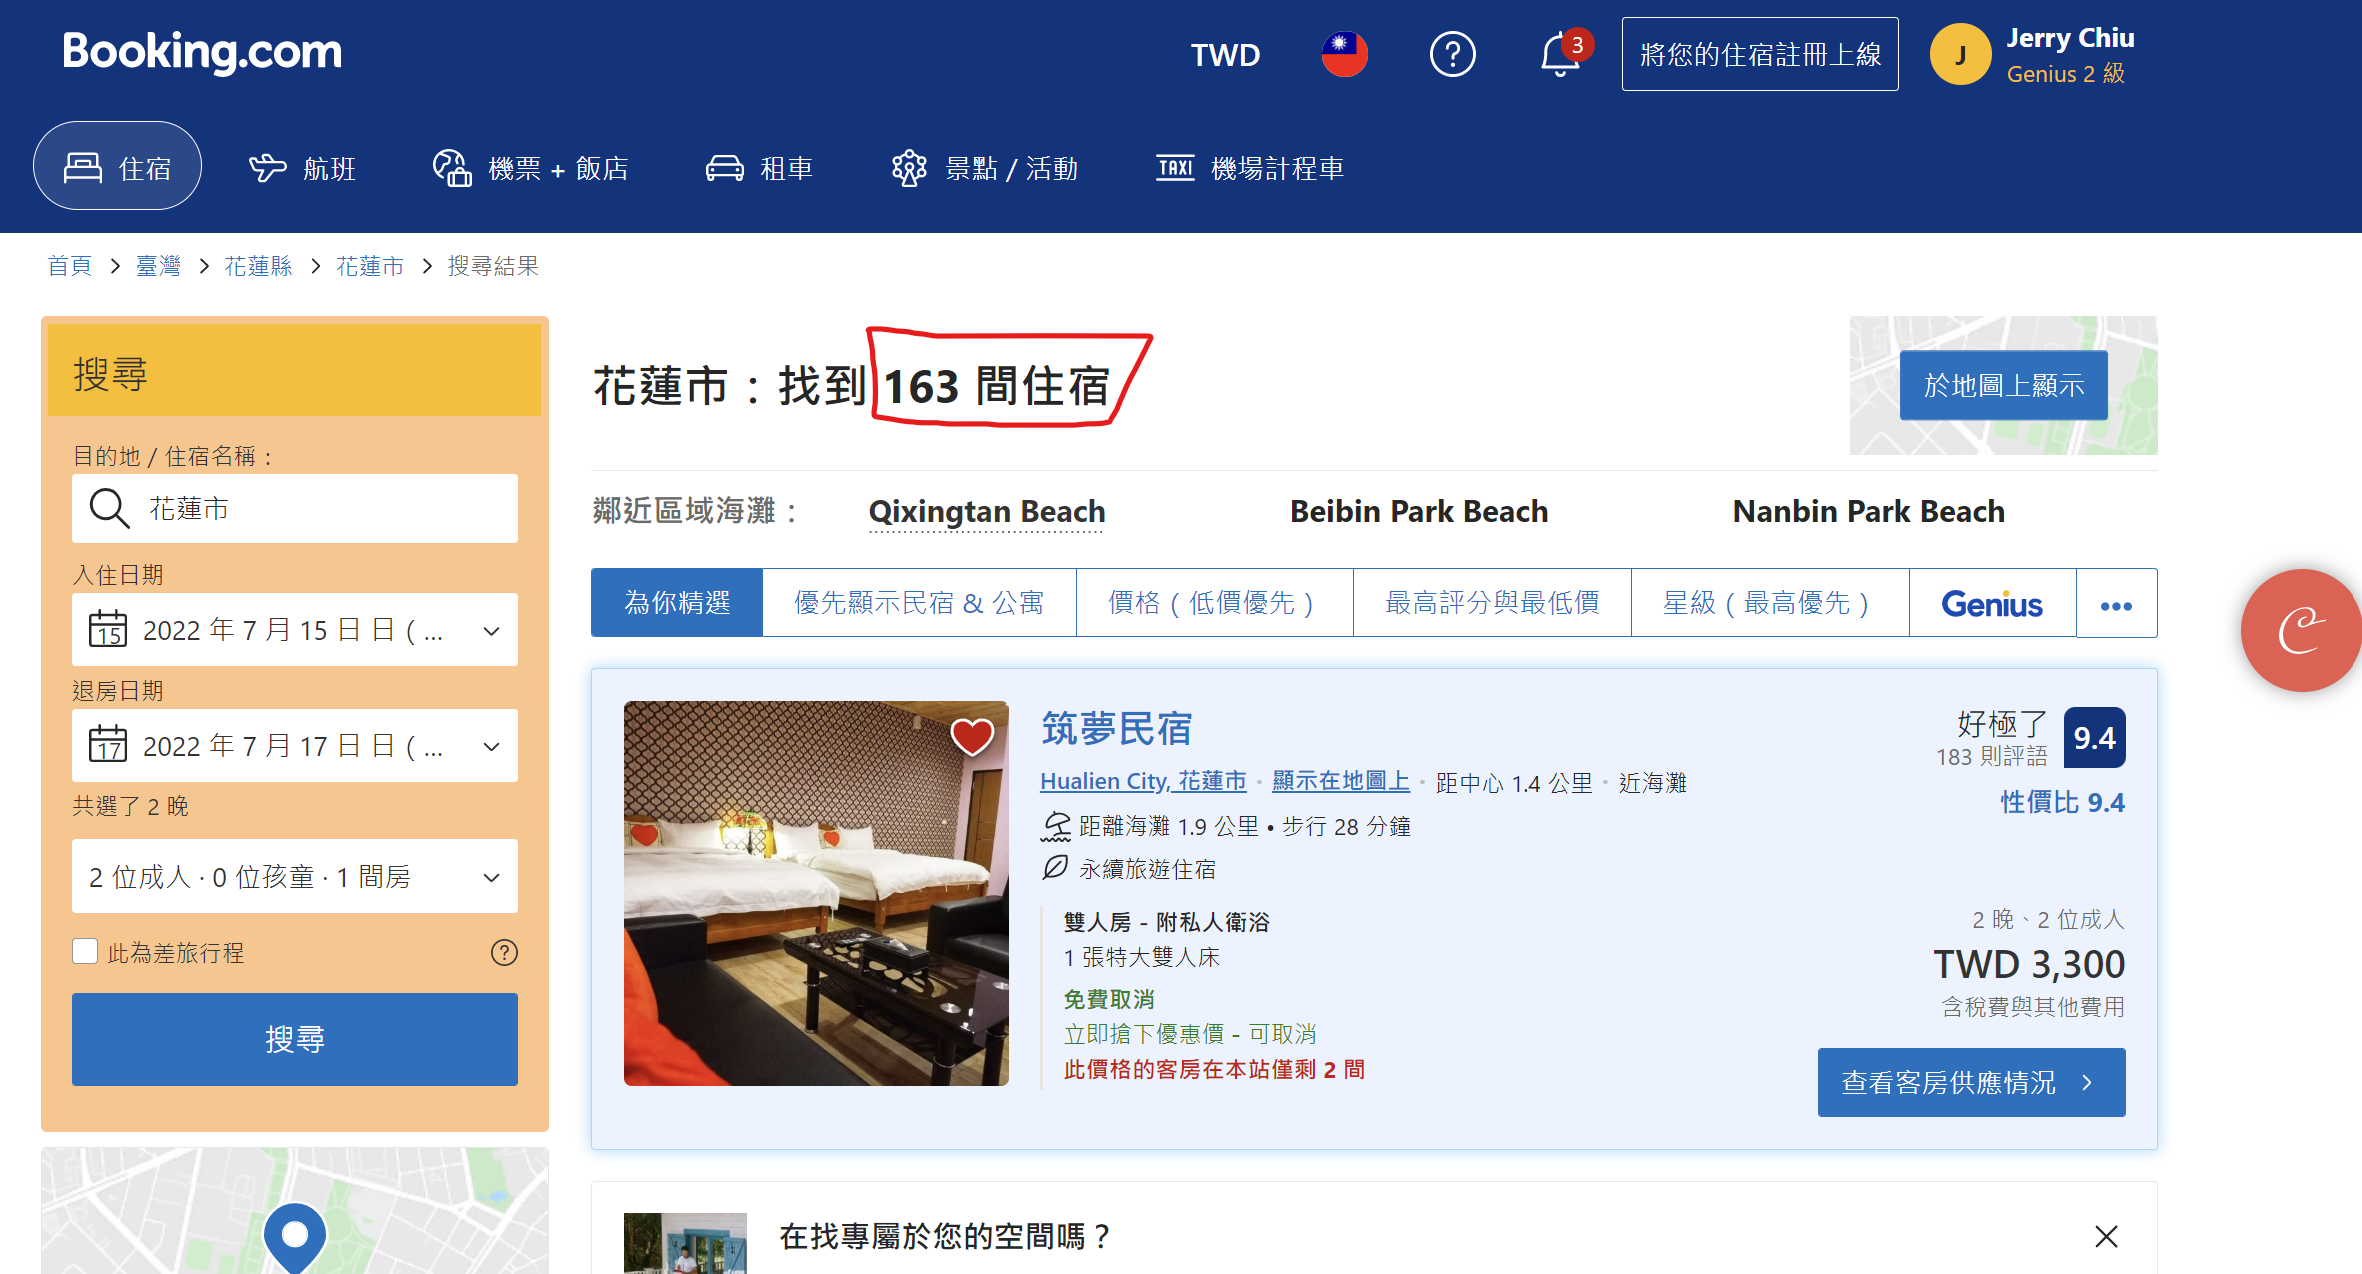 Booking.com
TWD
3
將您的住宿註冊上線
J
Jerry Chiu
Genius 2 級
住宿
航班
機票 + 飯店
租車
景點 / 活動
TAXI 機場計程車
首頁 > 臺灣 > 花蓮縣 > 花蓮市 > 搜尋結果
搜尋
目的地 / 住宿名稱：
花蓮市
入住日期
15 2022 年 7 月 15 日 日 ( ...
退房日期
17 2022 年 7 月 17 日 日 ( ...
共選了 2 晚
2 位成人 · 0 位孩童 · 1 間房
此為差旅行程
搜尋
花蓮市：找到 163 間住宿
於地圖上顯示
鄰近區域海灘：
Qixingtan Beach
Beibin Park Beach
Nanbin Park Beach
為你精選
優先顯示民宿 & 公寓
價格（低價優先）
最高評分與最低價
星級（最高優先）
Genius
筑夢民宿
好極了
183 則評語
9.4
性價比 9.4
Hualien City, 花蓮市 · 顯示在地圖上 · 距中心 1.4 公里 · 近海灘
距離海灘 1.9 公里 • 步行 28 分鐘
永續旅遊住宿
雙人房 - 附私人衛浴
1 張特大雙人床
免費取消
立即搶下優惠價 - 可取消
此價格的客房在本站僅剩 2 間
2 晚、2 位成人
TWD 3,300
含稅費與其他費用
查看客房供應情況
在找專屬於您的空間嗎？